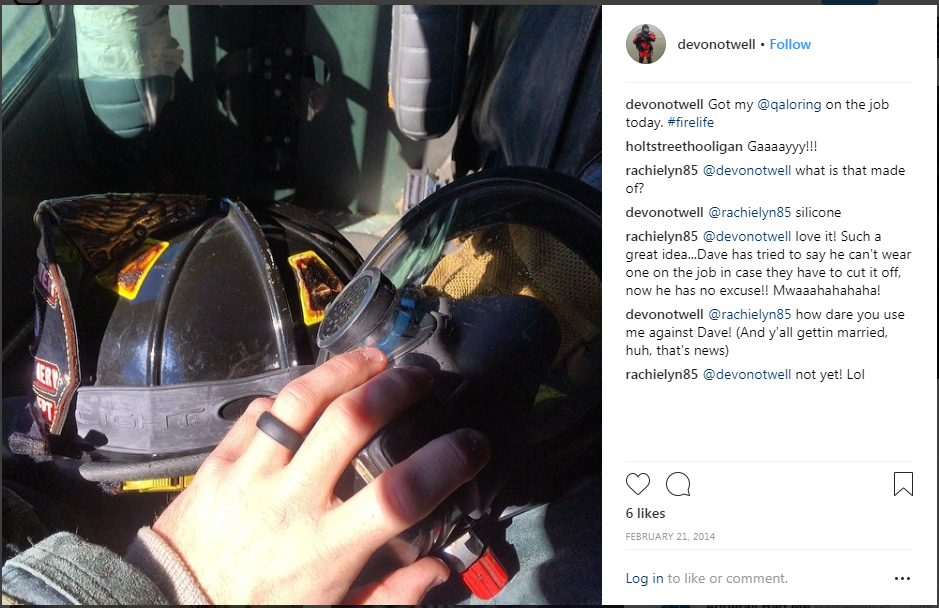 devonotwell • Follow
devonotwell Got my @qaloring on the job
today. #firelife
holtstreethooligan Gaaaayyy!!!
rachielyn85 @devonotwell what is that made
of?
devonotwell @rachielyn85 silicone
rachielyn85 @devonotwell love it! Such a
great idea...Dave has tried to say he can't wear
one on the job in case they have to cut it off,
now he has no excuse!! Mwaaahahahaha!
devonotwell @rachielyn85 how dare you use
me against Dave! (And y'all gettin married,
huh, that's news)
rachielyn85 @devonotwell not yet! Lol
6 likes
FEBRUARY 21, 2014
Log in to like or comment.